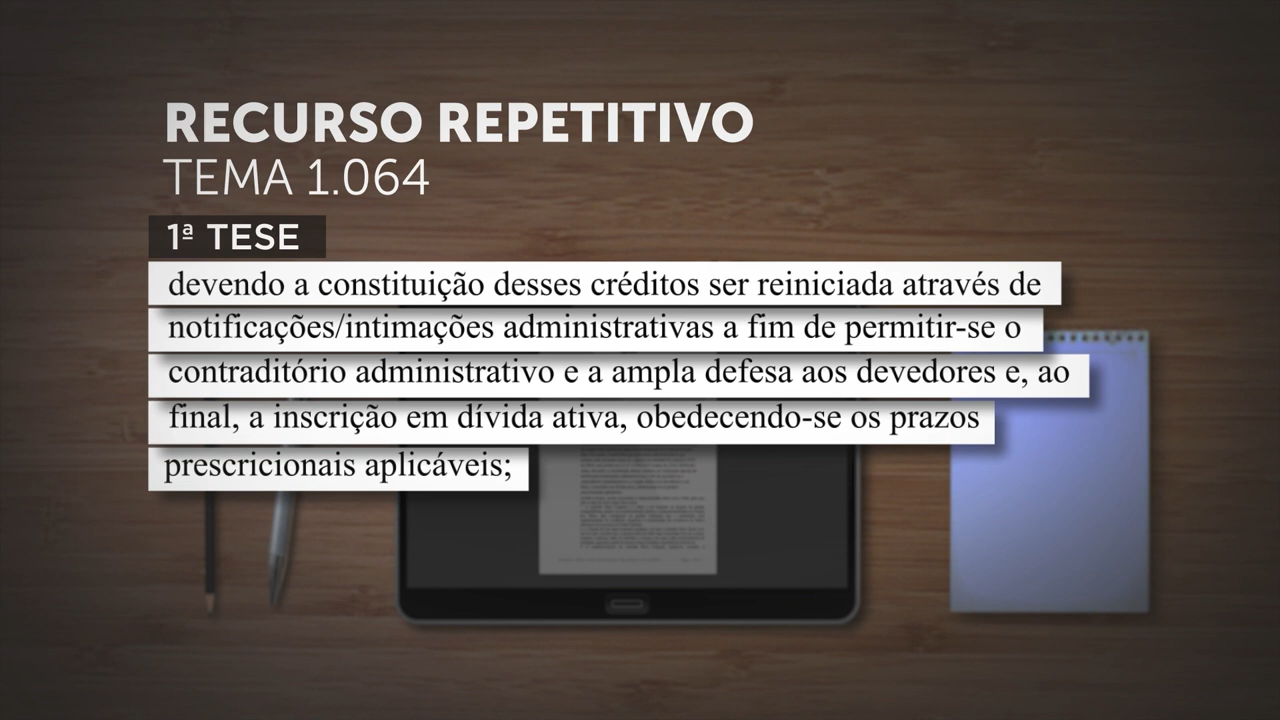 RECURSO REPETITIVO
TEMA 1.064
1ª TESE
devendo a constituição desses créditos ser reiniciada através de
notificações/intimações administrativas a fim de permitir-se o
contraditório administrativo e a ampla defesa aos devedores e, ao
final, a inscrição em dívida ativa, obedecendo-se os prazos
prescricionais aplicáveis;